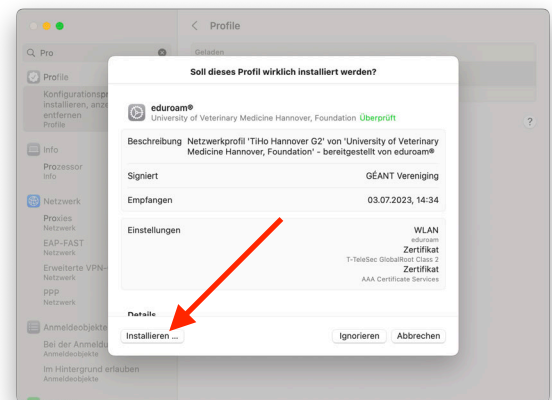 Profile
Pro
Geladen
Profile
Konfigurationspr
installieren, anze
entfernen
Profile
Info
Prozessor
Info
Netzwerk
Proxies
Netzwerk
EAP-FAST
Netzwerk
Erweiterte VPN-
Netzwerk
PPP
Netzwerk
Anmeldeobjekte
Bei der Anmeldu
Anmeldeobjekte
Im Hintergrund erlauben
Anmeldeobjekte
?
Soll dieses Profil wirklich installiert werden?
eduroam®
University of Veterinary Medicine Hannover, Foundation Überprüft
Beschreibung Netzwerkprofil 'TiHo Hannover G2' von 'University of Veterinary
Medicine Hannover, Foundation' - bereitgestellt von eduroam®
Signiert GÉANT Vereniging
Empfangen 03.07.2023, 14:34
Einstellungen WLAN
eduroam
Zertifikat
T-TeleSec GlobalRoot Class 2
Zertifikat
AAA Certificate Services
Details
Installieren ... Ignorieren Abbrechen